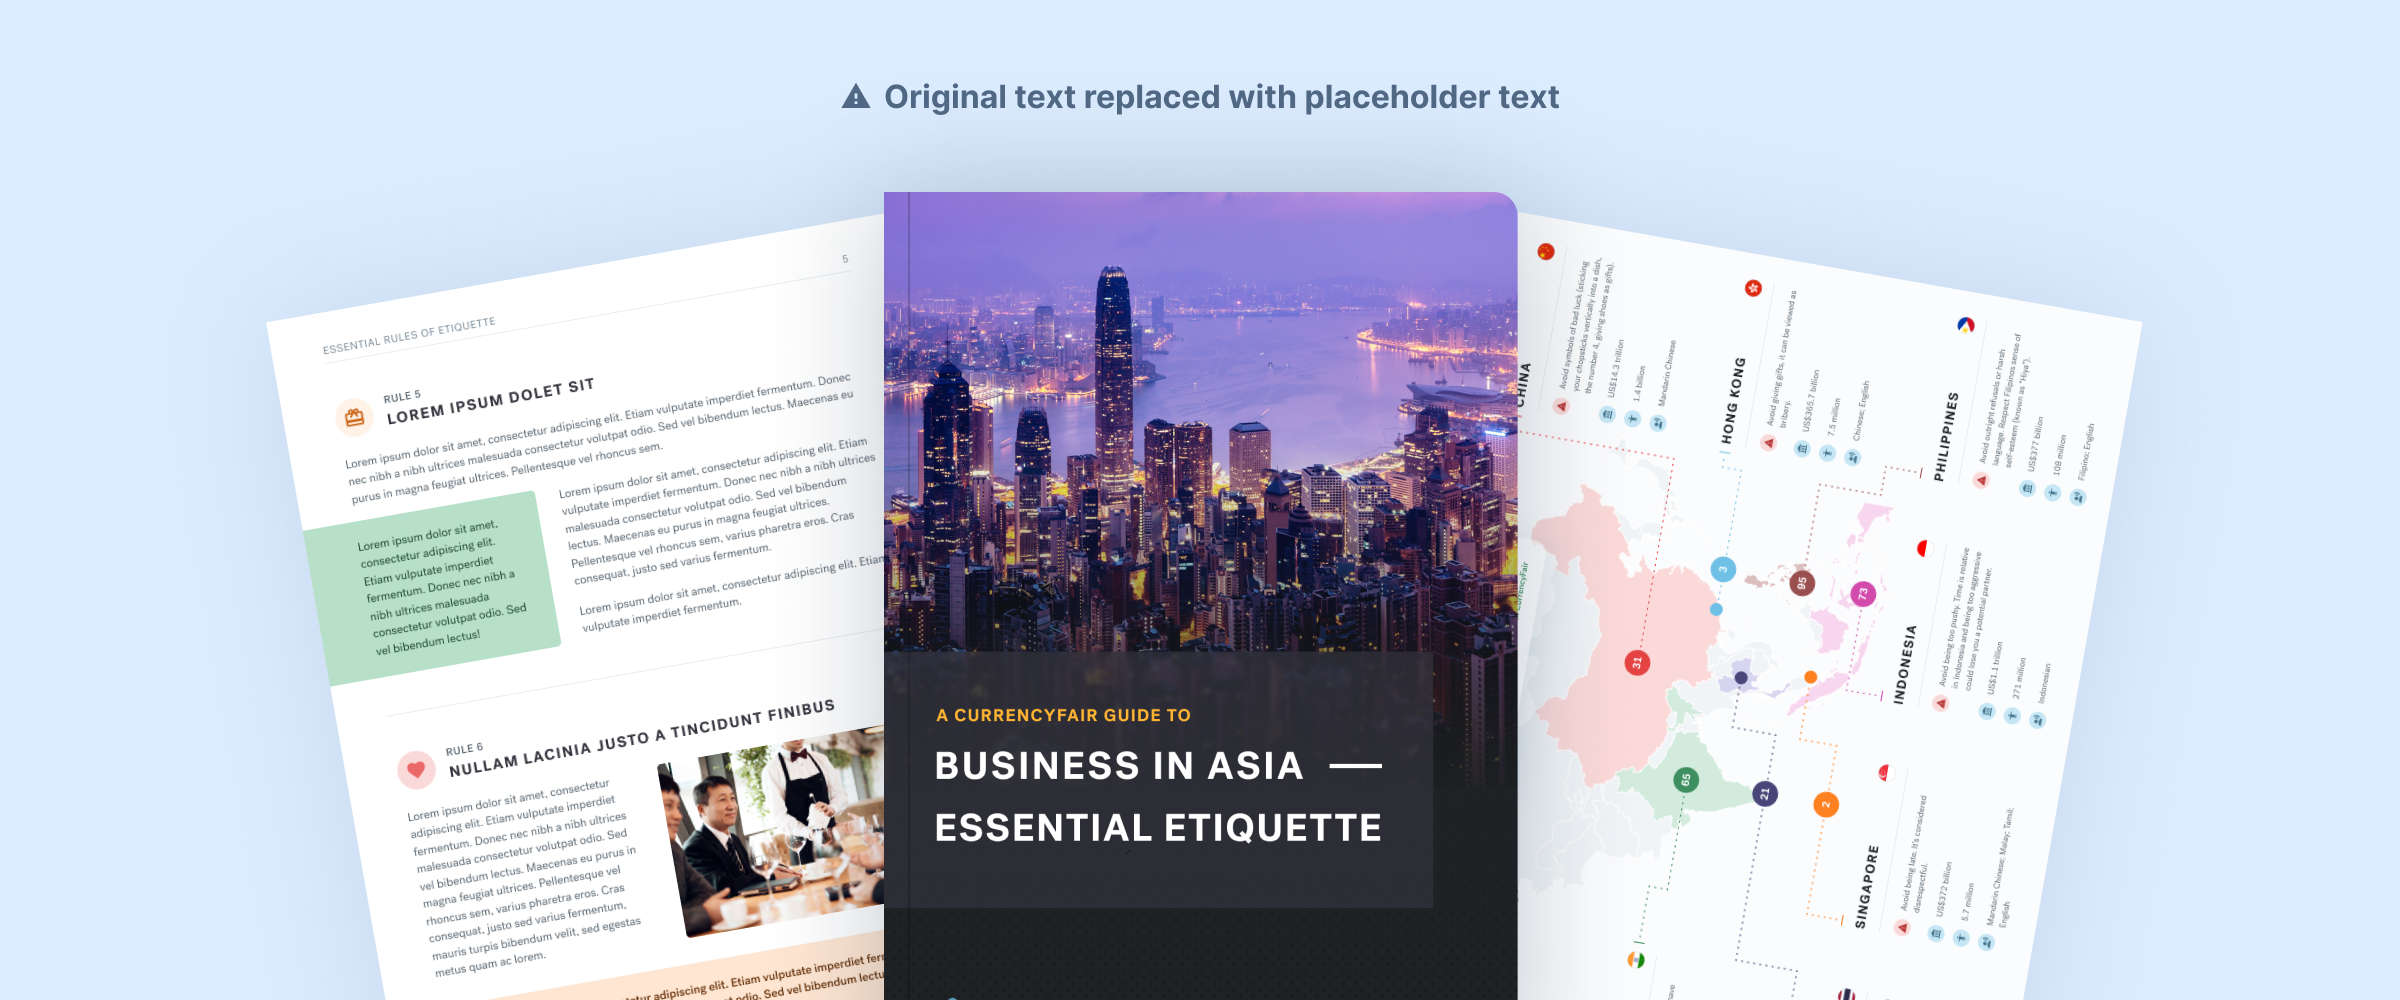 Original text replaced with placeholder text
5
ESSENTIAL RULES OF ETIQUETTE
RULE 5
LOREM IPSUM DOLET SIT
Lorem ipsum dolor sit amet, consectetur adipiscing elit. Etiam vulputate imperdiet fermentum. Donec
nec nibh a nibh ultrices malesuada consectetur volutpat odio. Sed vel bibendum lectus. Maecenas eu
purus in magna feugiat ultrices. Pellentesque vel rhoncus sem.
Lorem ipsum dolor sit amet,
consectetur adipiscing elit.
Etiam vulputate imperdiet
fermentum. Donec nec nibh a
nibh ultrices malesuada
consectetur volutpat odio. Sed
vel bibendum lectus!
Lorem ipsum dolor sit amet, consectetur adipiscing elit. Etiam
vulputate imperdiet fermentum. Donec nec nibh a nibh ultrices
malesuada consectetur volutpat odio. Sed vel bibendum
lectus. Maecenas eu purus in magna feugiat ultrices.
Pellentesque vel rhoncus sem, varius pharetra eros. Cras
consequat, justo sed varius fermentum.
Lorem ipsum dolor sit amet, consectetur adipiscing elit. Etiam
vulputate imperdiet fermentum.
RULE 6
NULLAM LACINIA JUSTO A TINCIDUNT FINIBUS
Lorem ipsum dolor sit amet, consectetur
adipiscing elit. Etiam vulputate imperdiet
fermentum. Donec nec nibh a nibh ultrices
malesuada consectetur volutpat odio. Sed
vel bibendum lectus. Maecenas eu purus in
magna feugiat ultrices. Pellentesque vel
rhoncus sem, varius pharetra eros. Cras
consequat, justo sed varius fermentum,
mauris turpis bibendum velit, sed egestas
metus quam ac lorem.
adipiscing elit. Etiam vulputate imperdiet
odio. Sed vel bibendum
A CURRENCYFAIR GUIDE TO
BUSINESS IN ASIA —
ESSENTIAL ETIQUETTE
CHINA
Avoid symbols of bad luck (sticking
your chopsticks vertically into a dish,
the number 4, giving shoes as gifts).
US$14.3 trillion
1.4 billion
Mandarin Chinese
HONG KONG
Avoid giving gifts, it can be viewed as
bribery.
US$365.7 billion
7.5 million
Chinese; English
PHILIPPINES
Avoid outright refusals or harsh
language. Respect Filipinos sense of
self-esteem (known as "Hiya").
US$377 billion
109 million
Filipino; English
INDONESIA
Avoid being too pushy. Time is relative
in Indonesia and being too aggressive
could lose you a potential partner.
US$1.1 trillion
271 million
Indonesian
SINGAPORE
Avoid being late. It's considered
disrespectful.
US$372 billion
5.7 million
Mandarin Chinese; Malay; Tamil;
English
CurrencyFair
3
95
73
31
65
21
2
have